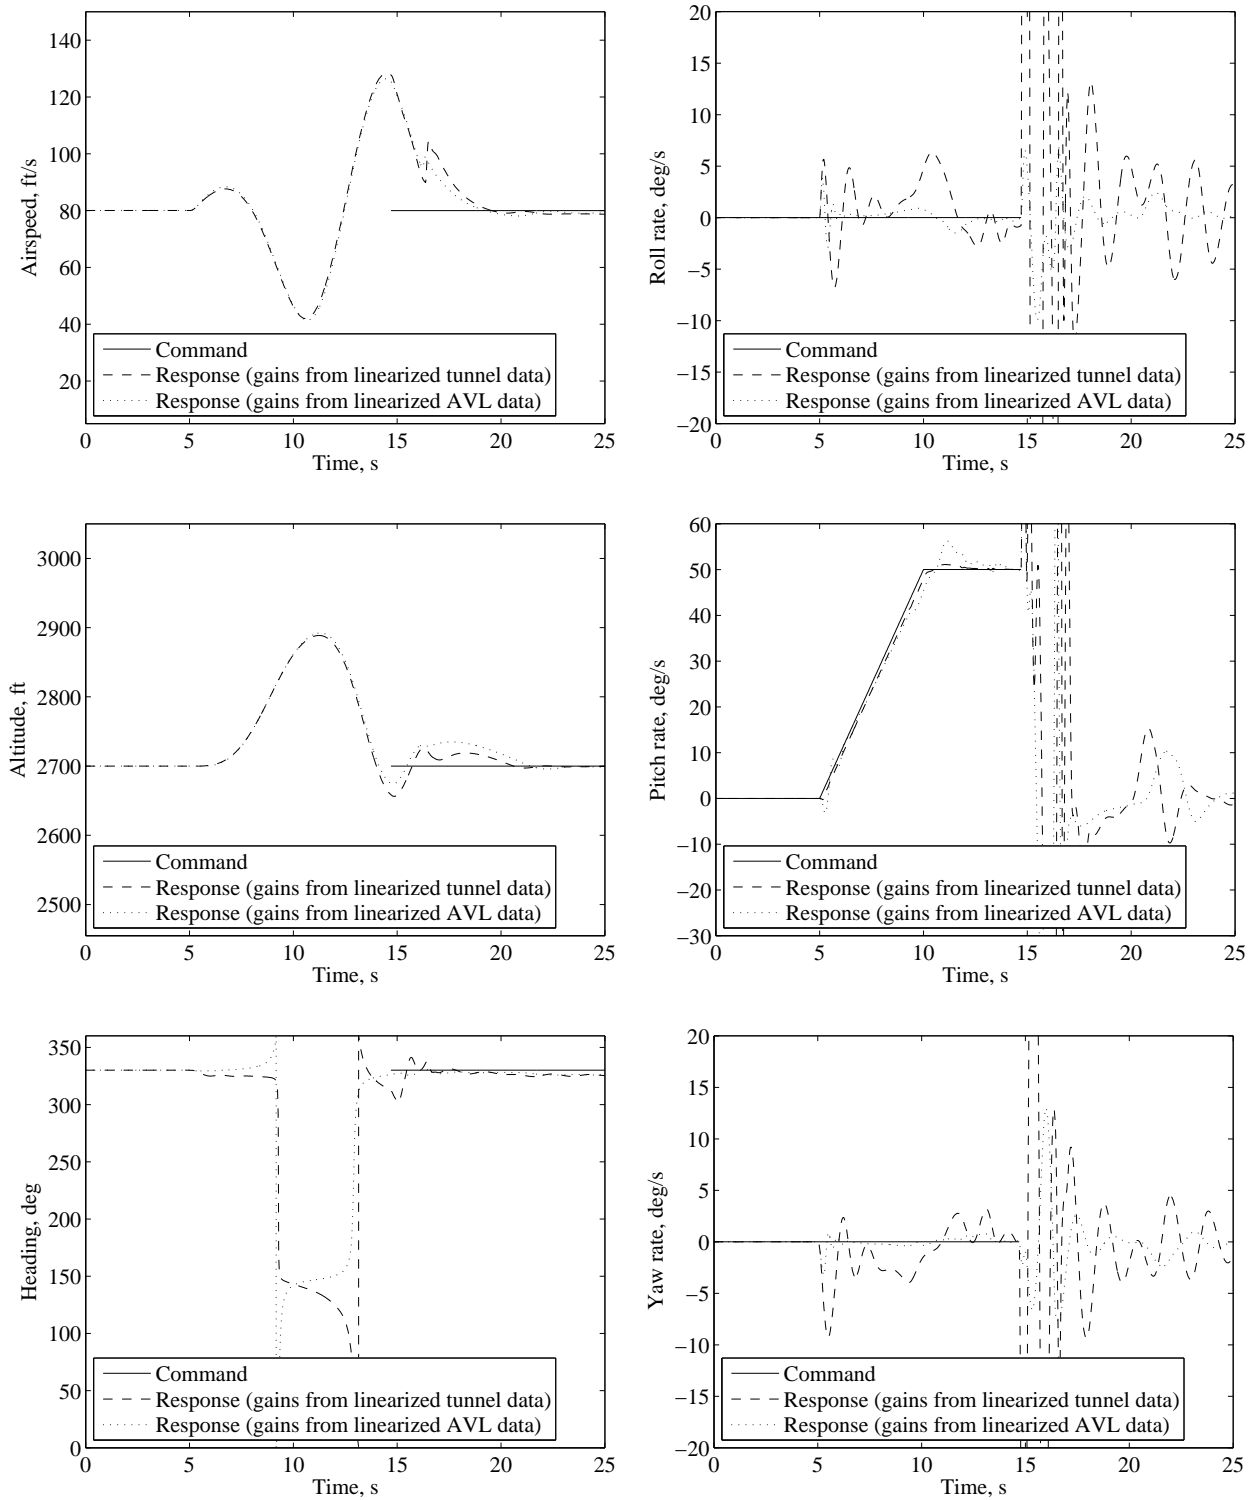 140
120
100
80
60
40
20
Airspeed, ft/s
Command
Response (gains from linearized tunnel data)
Response (gains from linearized AVL data)
0 5 10 15 20 25
Time, s
20
15
10
5
0
−5
−10
−15
−20
Roll rate, deg/s
Command
Response (gains from linearized tunnel data)
Response (gains from linearized AVL data)
0 5 10 15 20 25
Time, s
3000
2900
2800
2700
2600
2500
Altitude, ft
Command
Response (gains from linearized tunnel data)
Response (gains from linearized AVL data)
0 5 10 15 20 25
Time, s
60
50
40
30
20
10
0
−10
−20
−30
Pitch rate, deg/s
Command
Response (gains from linearized tunnel data)
Response (gains from linearized AVL data)
0 5 10 15 20 25
Time, s
350
300
250
200
150
100
50
0
Heading, deg
Command
Response (gains from linearized tunnel data)
Response (gains from linearized AVL data)
0 5 10 15 20 25
Time, s
20
15
10
5
0
−5
−10
−15
−20
Yaw rate, deg/s
Command
Response (gains from linearized tunnel data)
Response (gains from linearized AVL data)
0 5 10 15 20 25
Time, s